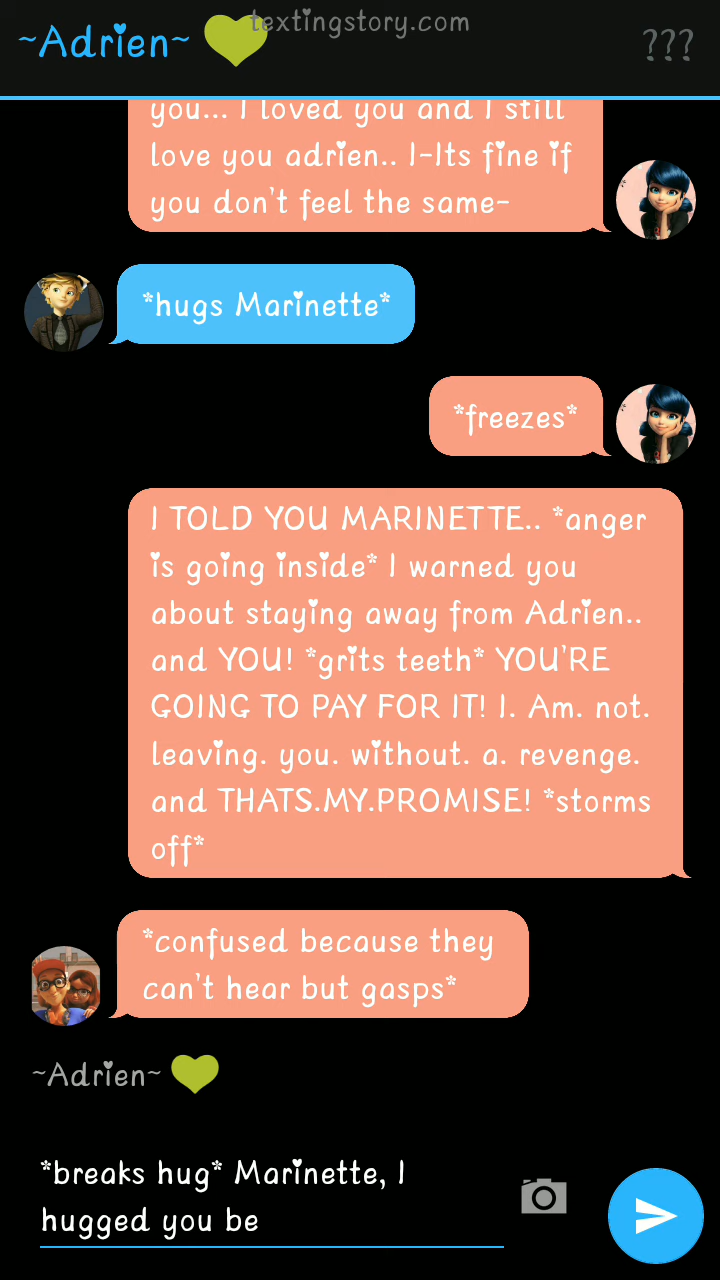 textingstory.com
~Adrien~
???
you... I loved you and I still
love you adrien.. I-Its fine if
you don't feel the same-
*hugs Marinette*
*freezes*
I TOLD YOU MARINETTE.. *anger
is going inside* I warned you
about staying away from Adrien..
and YOU! *grits teeth* YOU'RE
GOING TO PAY FOR IT! I. Am. not.
leaving. you. without. a. revenge.
and THATS.MY.PROMISE! *storms
off*
*confused because they
can't hear but gasps*
~Adrien~
*breaks hug* Marinette, I
hugged you be